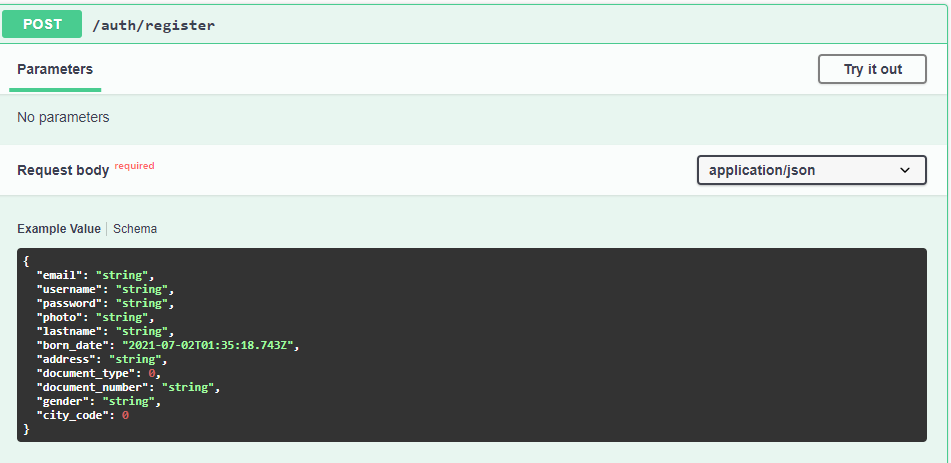 POST /auth/register
Parameters
Try it out
No parameters
Request body required
application/json
Example Value Schema
{
"email": "string",
"username": "string",
"password": "string",
"photo": "string",
"lastname": "string",
"born_date": "2021-07-02T01:35:18.743Z",
"address": "string",
"document_type": 0,
"document_number": "string",
"gender": "string",
"city_code": 0
}